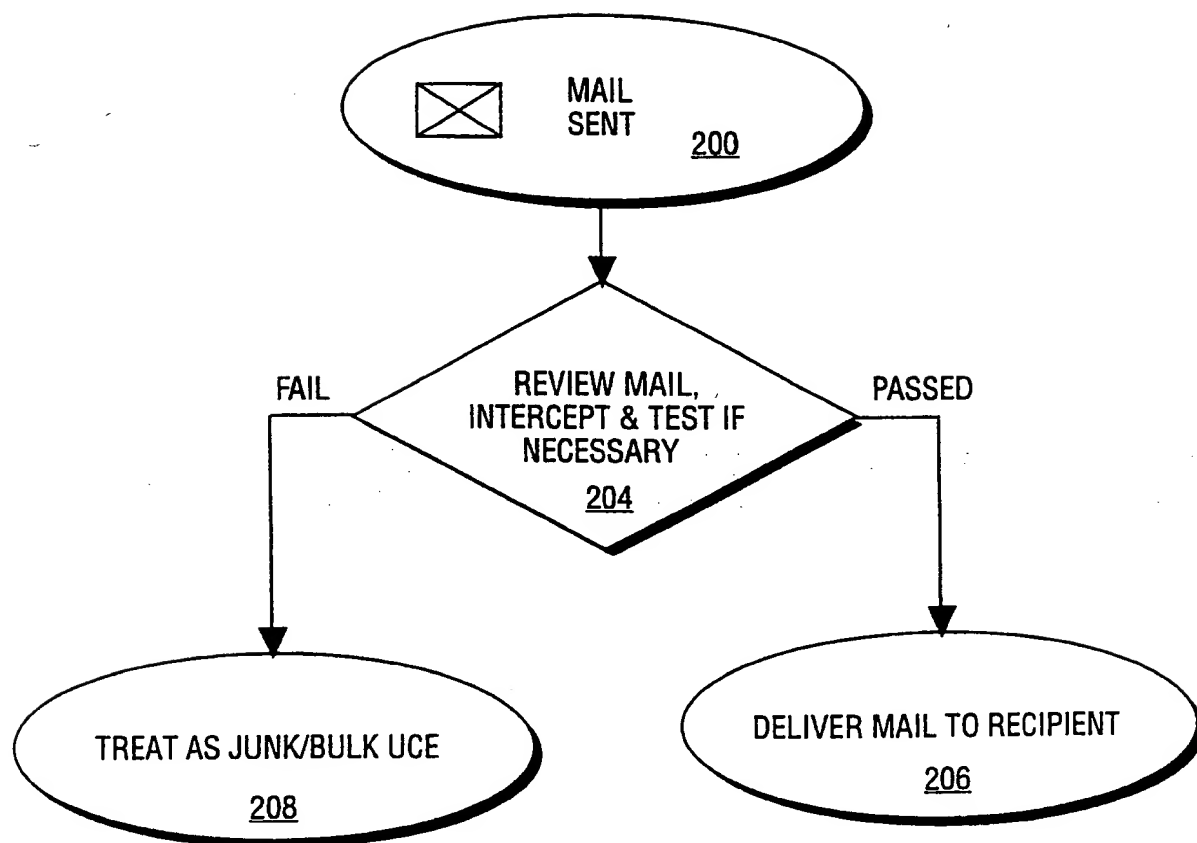 MAIL
SENT
200
FAIL
REVIEW MAIL,
INTERCEPT & TEST IF
NECESSARY
204
PASSED
TREAT AS JUNK/BULK UCE
208
DELIVER MAIL TO RECIPIENT
206